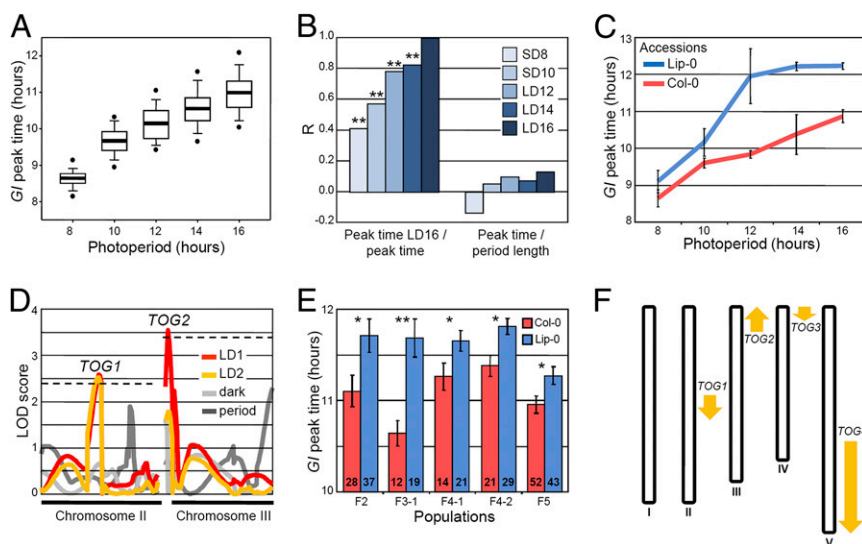 A
GI peak time (hours)
12
11
10
9
8
8 10 12 14 16
Photoperiod (hours)
B
R
1.0
0.8
0.6
0.4
0.2
0.0
-0.2
** ** ** **
SD8
SD10
LD12
LD14
LD16
Peak time LD16 /
peak time
Peak time /
period length
C
Accessions
Lip-0
Col-0
GI peak time (hours)
13
12
11
10
9
8
8 10 12 14 16
Photoperiod (hours)
D
LOD score
4
3
2
1
0
TOG1
TOG2
LD1
LD2
dark
period
Chromosome II
Chromosome III
E
GI peak time (hours)
12
11
10
Col-0
Lip-0
* ** * * *
28 37 12 19 14 21 21 29 52 43
F2 F3-1 F4-1 F4-2 F5
Populations
F
TOG1
TOG2
TOG3
TOG
I II III IV V